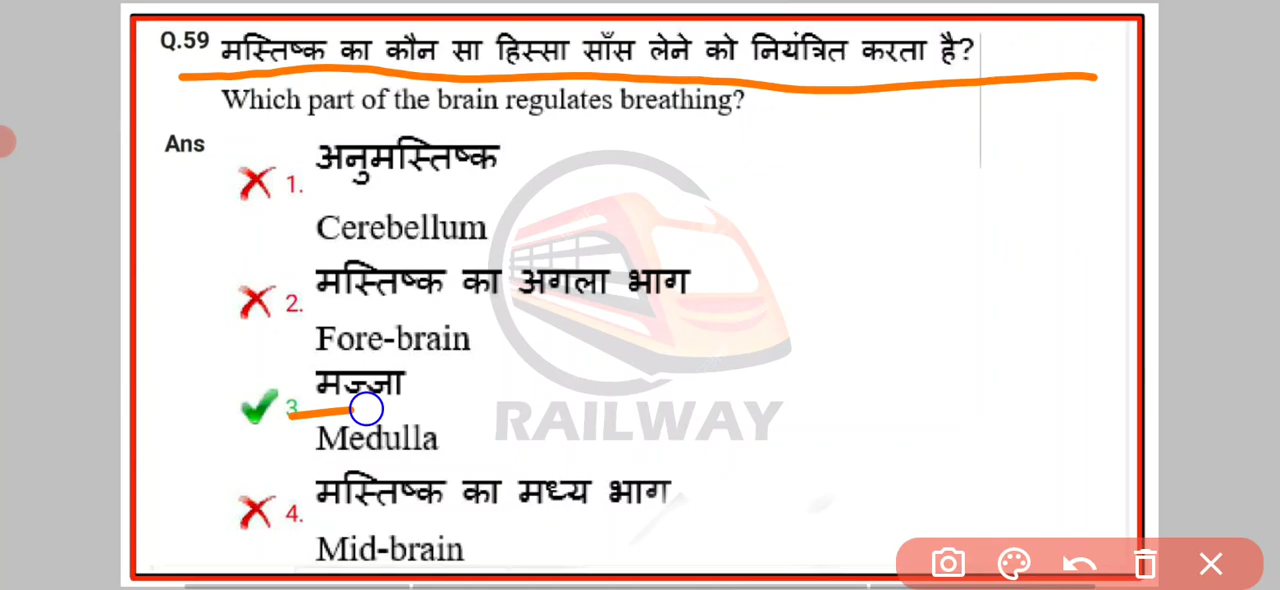 Q.59 मस्तिष्क का कौन सा हिस्सा साँस लेने को नियंत्रित करता है?
Which part of the brain regulates breathing?
Ans
1. अनुमस्तिष्क
Cerebellum
2. मस्तिष्क का अगला भाग
Fore-brain
3 मज्जा
Medulla
4. मस्तिष्क का मध्य भाग
Mid-brain
RAILWAY